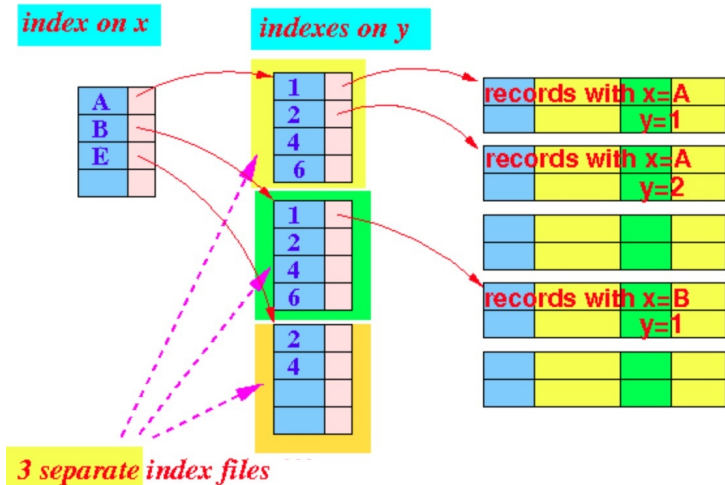 index on x
indexes on y
A
B
E
1
2
4
6
1
2
4
6
2
4
records with x=A
y=1
records with x=A
y=2
records with x=B
y=1
3 separate index files
...